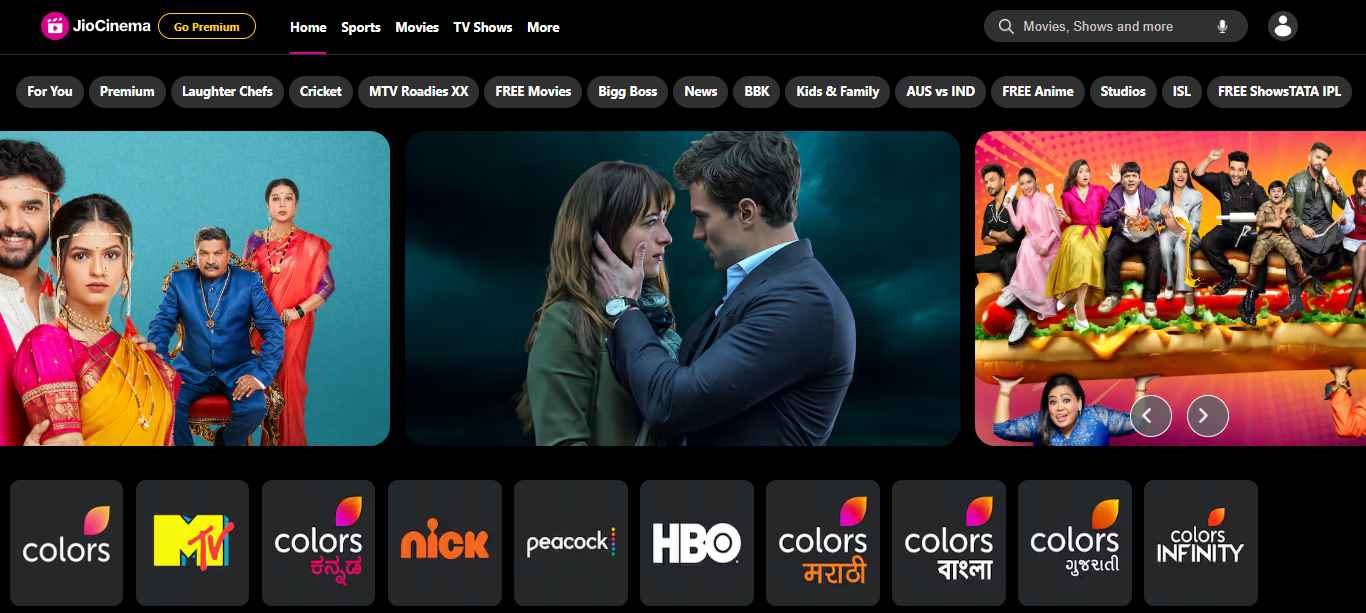 JioCinema
Go Premium
Home
Sports
Movies
TV Shows
More
Movies, Shows and more
For You
Premium
Laughter Chefs
Cricket
MTV Roadies XX
FREE Movies
Bigg Boss
News
BBK
Kids & Family
AUS vs IND
FREE Anime
Studios
ISL
FREE ShowsTATA IPL
colors
MTV
colors
ಕನ್ನಡ
nick
peacock
HBO
colors
मराठी
colors
বাংলা
colors
ગુજરાતી
colors
INFINITY